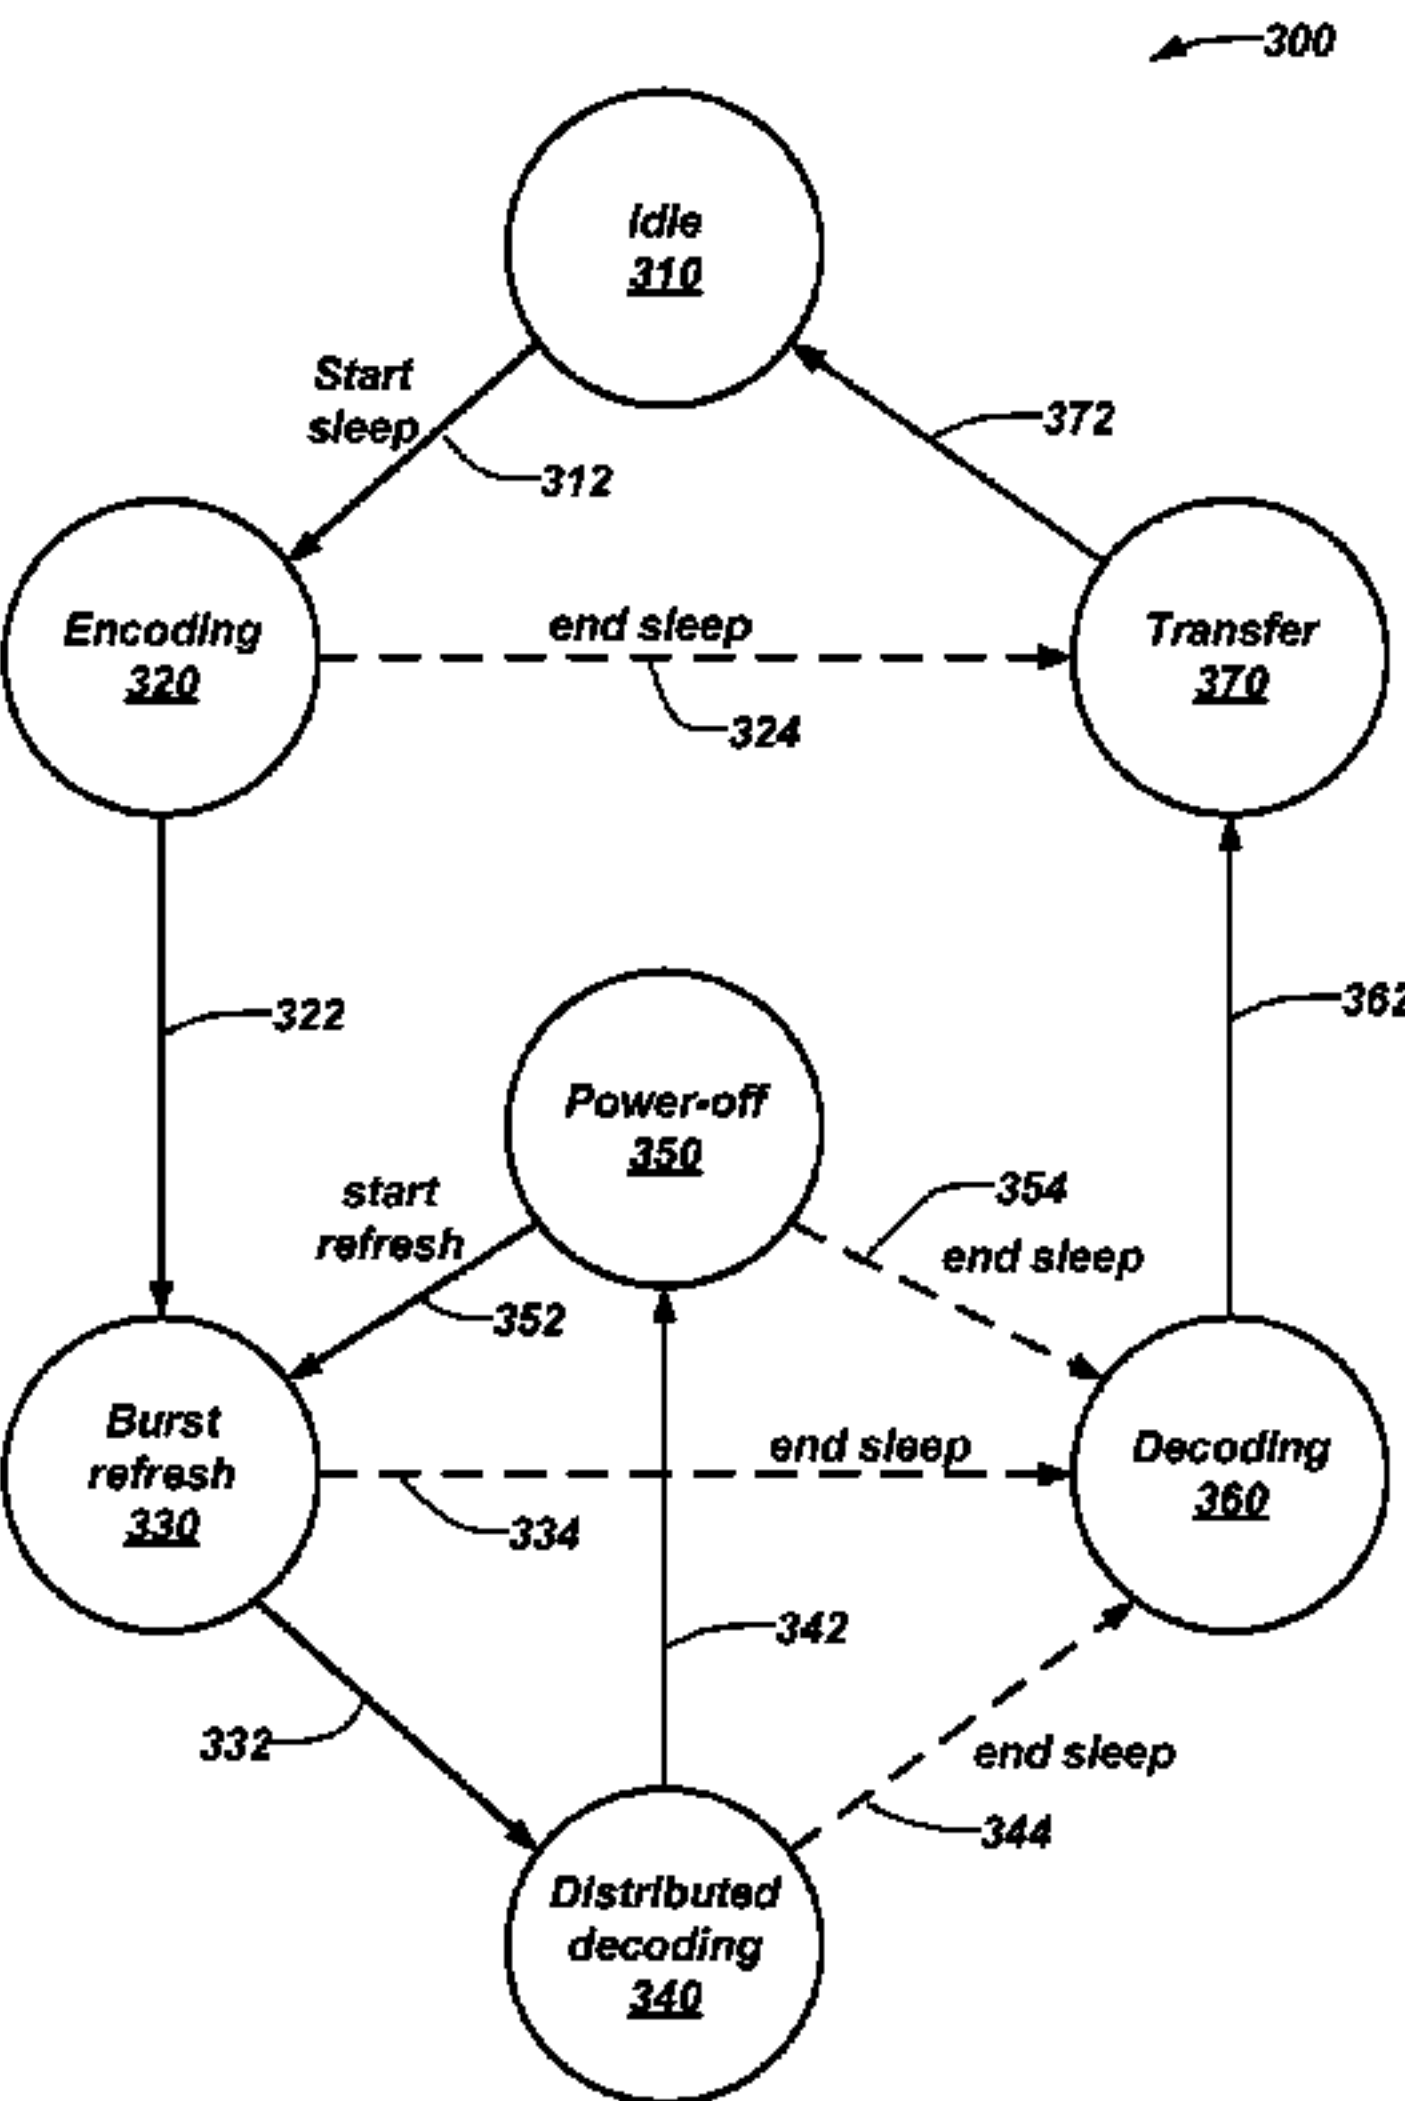 300
Idle
310
Start
sleep
312
372
Encoding
320
end sleep
324
Transfer
370
322
362
Power-off
350
start
refresh
352
354
end sleep
Burst
refresh
330
end sleep
334
Decoding
360
342
332
end sleep
344
Distributed
decoding
340